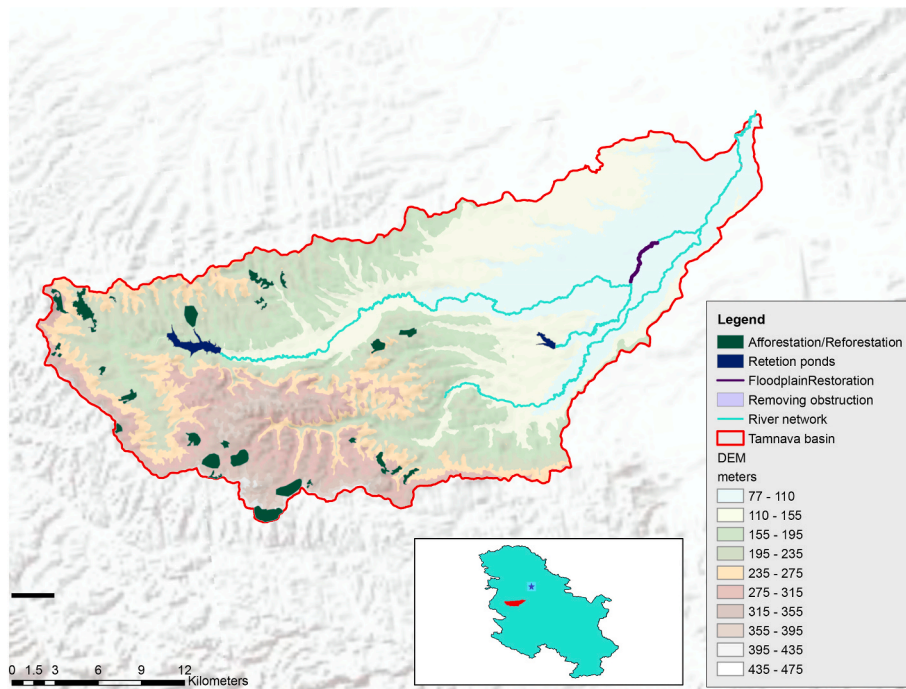 Legend
Afforestation/Reforestation
Retetion ponds
FloodplainRestoration
Removing obstruction
River network
Tamnava basin
DEM
meters
77 - 110
110 - 155
155 - 195
195 - 235
235 - 275
275 - 315
315 - 355
355 - 395
395 - 435
435 - 475
0 1.5 3 6 9 12
Kilometers